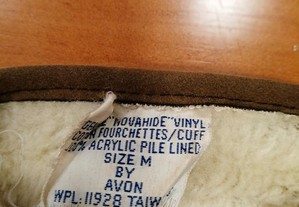 "NOVAHIDE" VINYL
FOURCHETTES/CUFF
ACRYLIC PILE LINED
SIZE M
BY
AVON
WPL:11928 TAIW